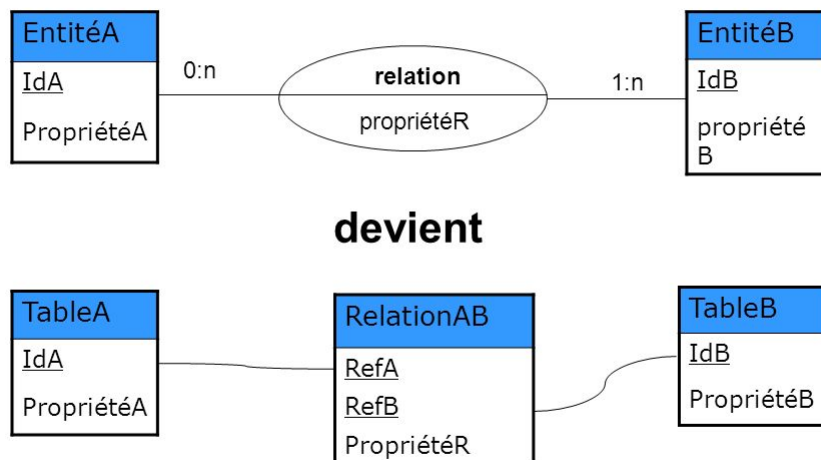 EntitéA
IdA
PropriétéA
0:n
relation
propriétéR
1:n
EntitéB
IdB
propriété
B
devient
TableA
IdA
PropriétéA
RelationAB
RefA
RefB
PropriétéR
TableB
IdB
PropriétéB